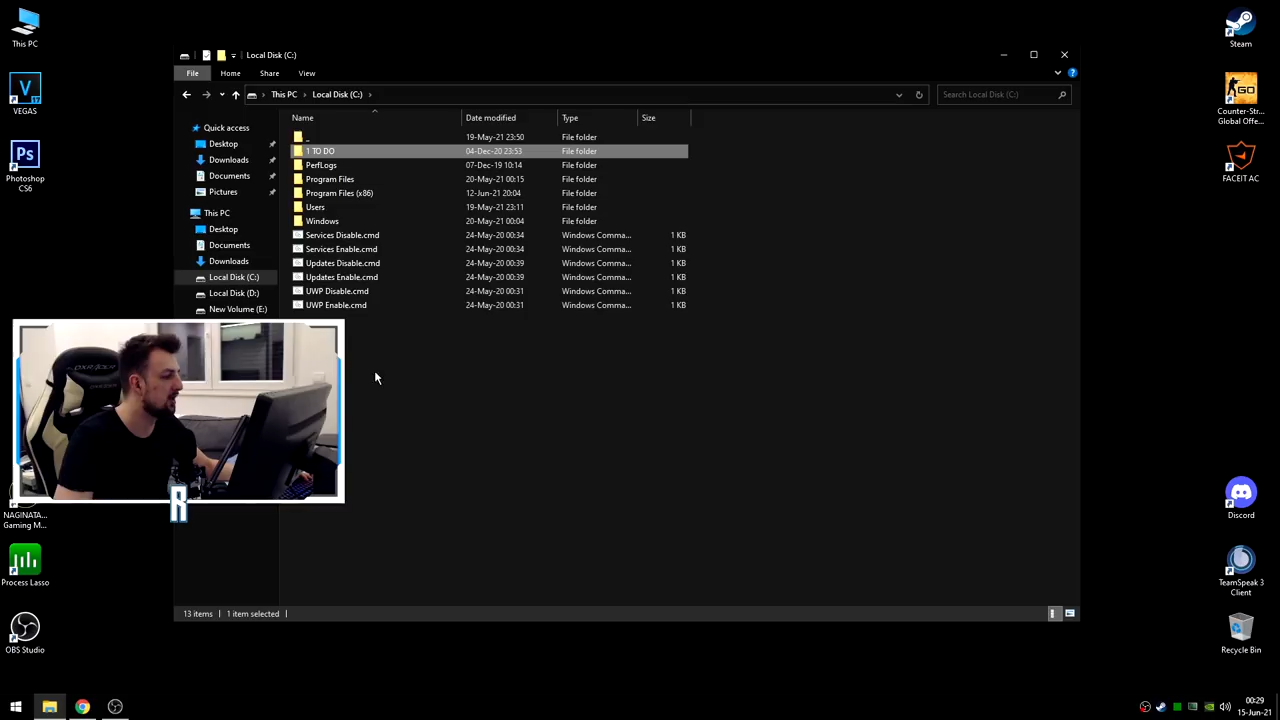 This PC
VEGAS
Photoshop
CS6
NAGINATA...
Gaming M...
Process Lasso
OBS Studio
Local Disk (C:)
File
Home
Share
View
This PC
Local Disk (C:)
Search Local Disk (C:)
Quick access
Desktop
Downloads
Documents
Pictures
This PC
Desktop
Documents
Downloads
Local Disk (C:)
Local Disk (D:)
New Volume (E:)
Name Date modified Type Size
_ 19-May-21 23:50 File folder
1 TO DO 04-Dec-20 23:53 File folder
PerfLogs 07-Dec-19 10:14 File folder
Program Files 20-May-21 00:15 File folder
Program Files (x86) 12-Jun-21 20:04 File folder
Users 19-May-21 23:11 File folder
Windows 20-May-21 00:04 File folder
Services Disable.cmd 24-May-20 00:34 Windows Comma... 1 KB
Services Enable.cmd 24-May-20 00:34 Windows Comma... 1 KB
Updates Disable.cmd 24-May-20 00:39 Windows Comma... 1 KB
Updates Enable.cmd 24-May-20 00:39 Windows Comma... 1 KB
UWP Disable.cmd 24-May-20 00:31 Windows Comma... 1 KB
UWP Enable.cmd 24-May-20 00:31 Windows Comma... 1 KB
R
13 items
1 item selected
Steam
GO
Counter-Str...
Global Offe...
FACEIT AC
Discord
TeamSpeak 3
Client
Recycle Bin
00:29
15-Jun-21